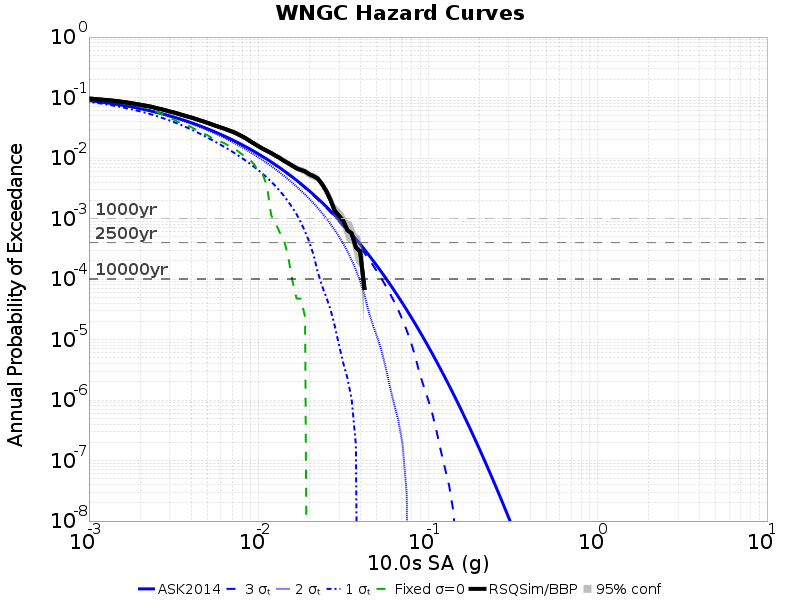 WNGC Hazard Curves
Annual Probability of Exceedance
10^0
10^-1
10^-2
10^-3
10^-4
10^-5
10^-6
10^-7
10^-8
1000yr
2500yr
10000yr
10^-3 10^-2 10^-1 10^0 10^1
10.0s SA (g)
ASK2014 3 σₜ 2 σₜ 1 σₜ Fixed σ=0 RSQSim/BBP 95% conf